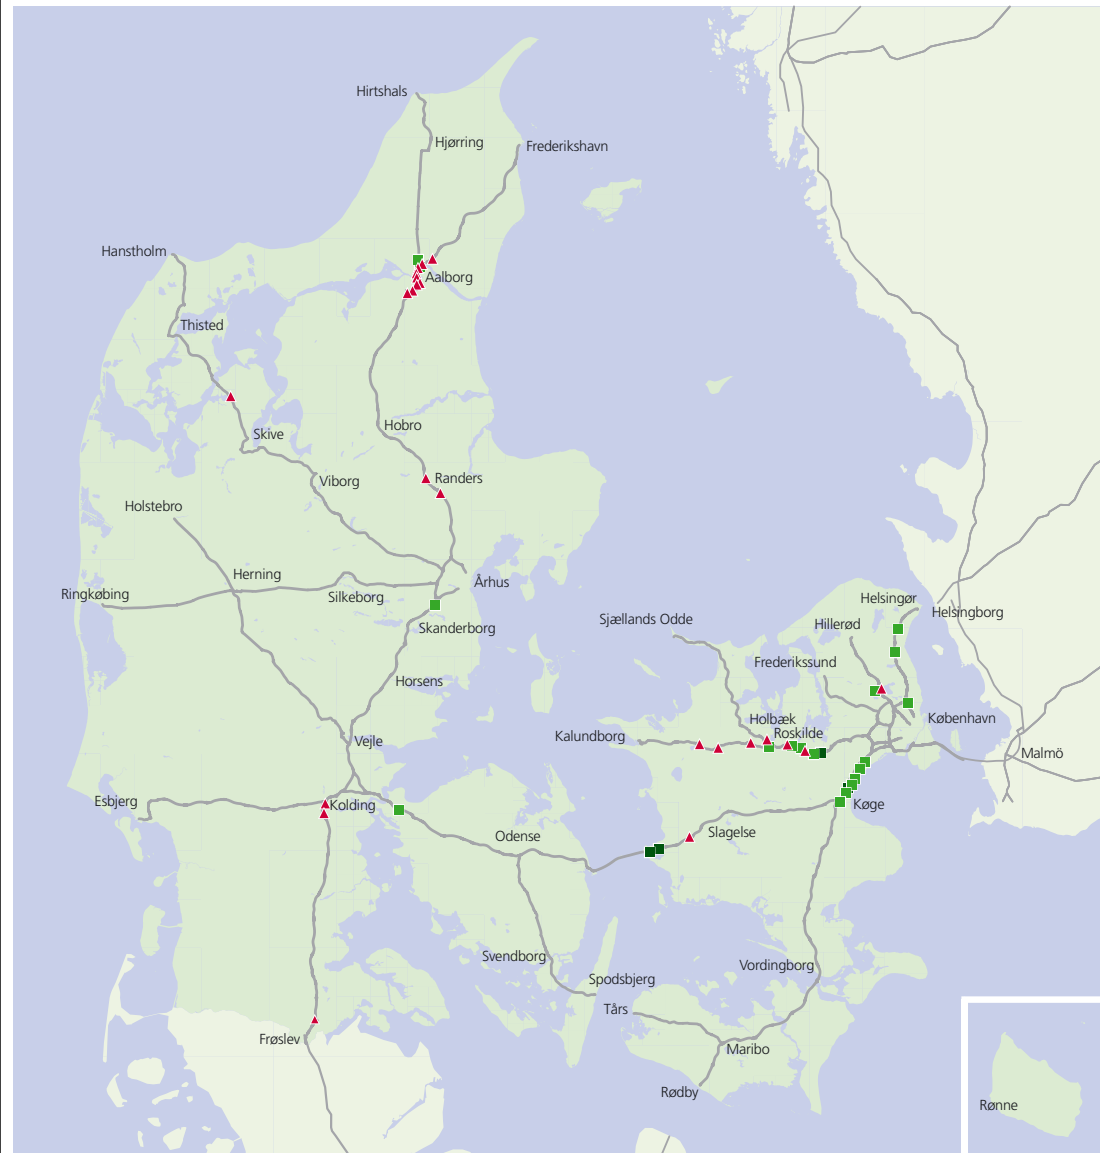 Hirtshals
Hjørring
Frederikshavn
Hanstholm
Aalborg
Thisted
Hobro
Skive
Randers
Viborg
Holstebro
Herning
Århus
Ringkøbing
Silkeborg
Skanderborg
Helsingør
Helsingborg
Sjællands Odde
Hillerød
Frederikssund
Horsens
Holbæk
København
Roskilde
Kalundborg
Vejle
Malmö
Esbjerg
Kolding
Køge
Slagelse
Odense
Svendborg
Vordingborg
Spodsbjerg
Tårs
Frøslev
Maribo
Rødby
Rønne